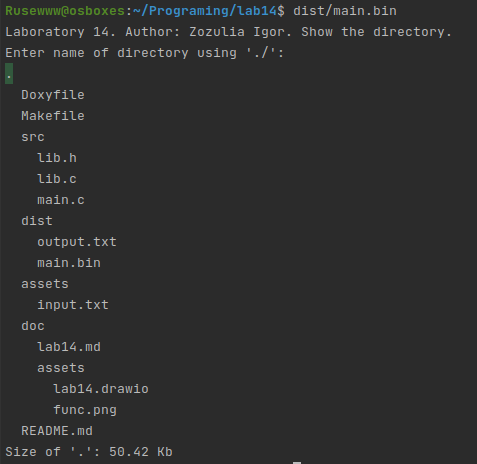 Rusewww@osboxes:~/Programing/lab14$ dist/main.bin
Laboratory 14. Author: Zozulia Igor. Show the directory.
Enter name of directory using './':
.
  Doxyfile
  Makefile
  src
    lib.h
    lib.c
    main.c
  dist
    output.txt
    main.bin
  assets
    input.txt
  doc
    lab14.md
    assets
      lab14.drawio
      func.png
  README.md
Size of '.': 50.42 Kb